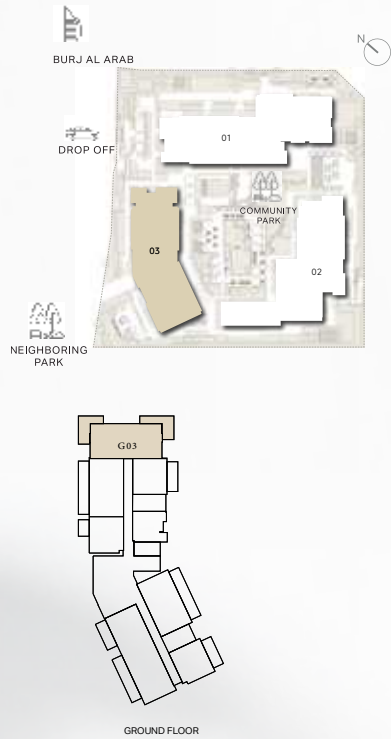 BURJ AL ARAB
N
01
DROP OFF
COMMUNITY
PARK
03
02
NEIGHBORING
PARK
G03
GROUND FLOOR